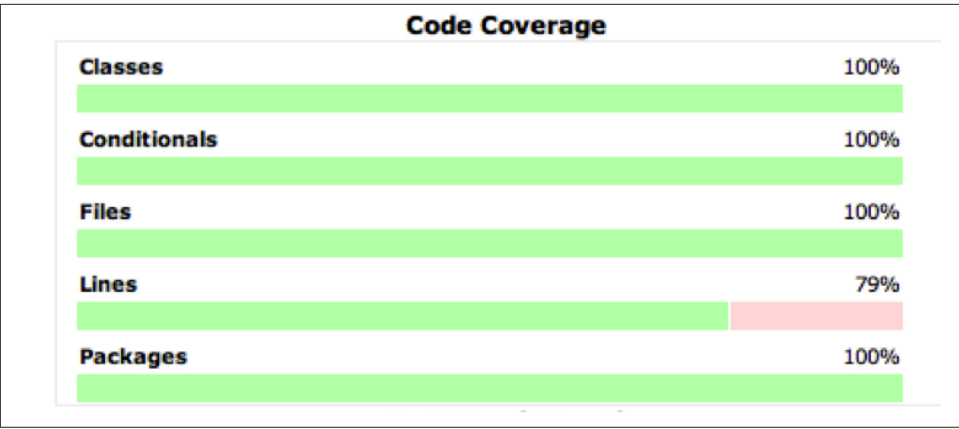 Code Coverage
Classes 100%
Conditionals 100%
Files 100%
Lines 79%
Packages 100%